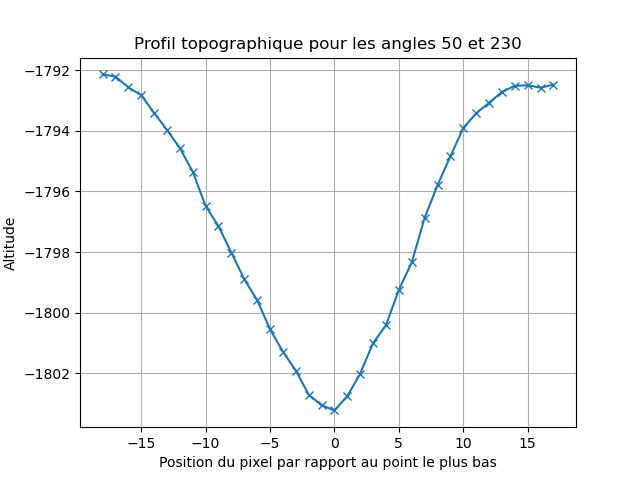 Profil topographique pour les angles 50 et 230
Altitude
−1792
−1794
−1796
−1798
−1800
−1802
−15 −10 −5 0 5 10 15
Position du pixel par rapport au point le plus bas